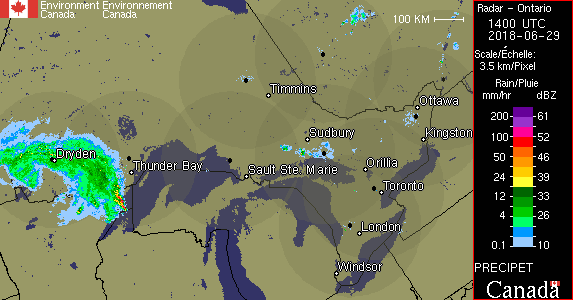 Environment Environnement
Canada Canada
100 KM
Timmins
Ottawa
Sudbury
Kingston
Dryden
Thunder Bay
Sault Ste. Marie
Orillia
Toronto
London
Windsor
Radar - Ontario
1400 UTC
2018-06-29
Scale/Échelle:
3.5 km/Pixel
Rain/Pluie
mm/hr dBZ
200 61
100 52
50 46
24 39
12 33
4 26
0.1 10
PRECIPET
Canada